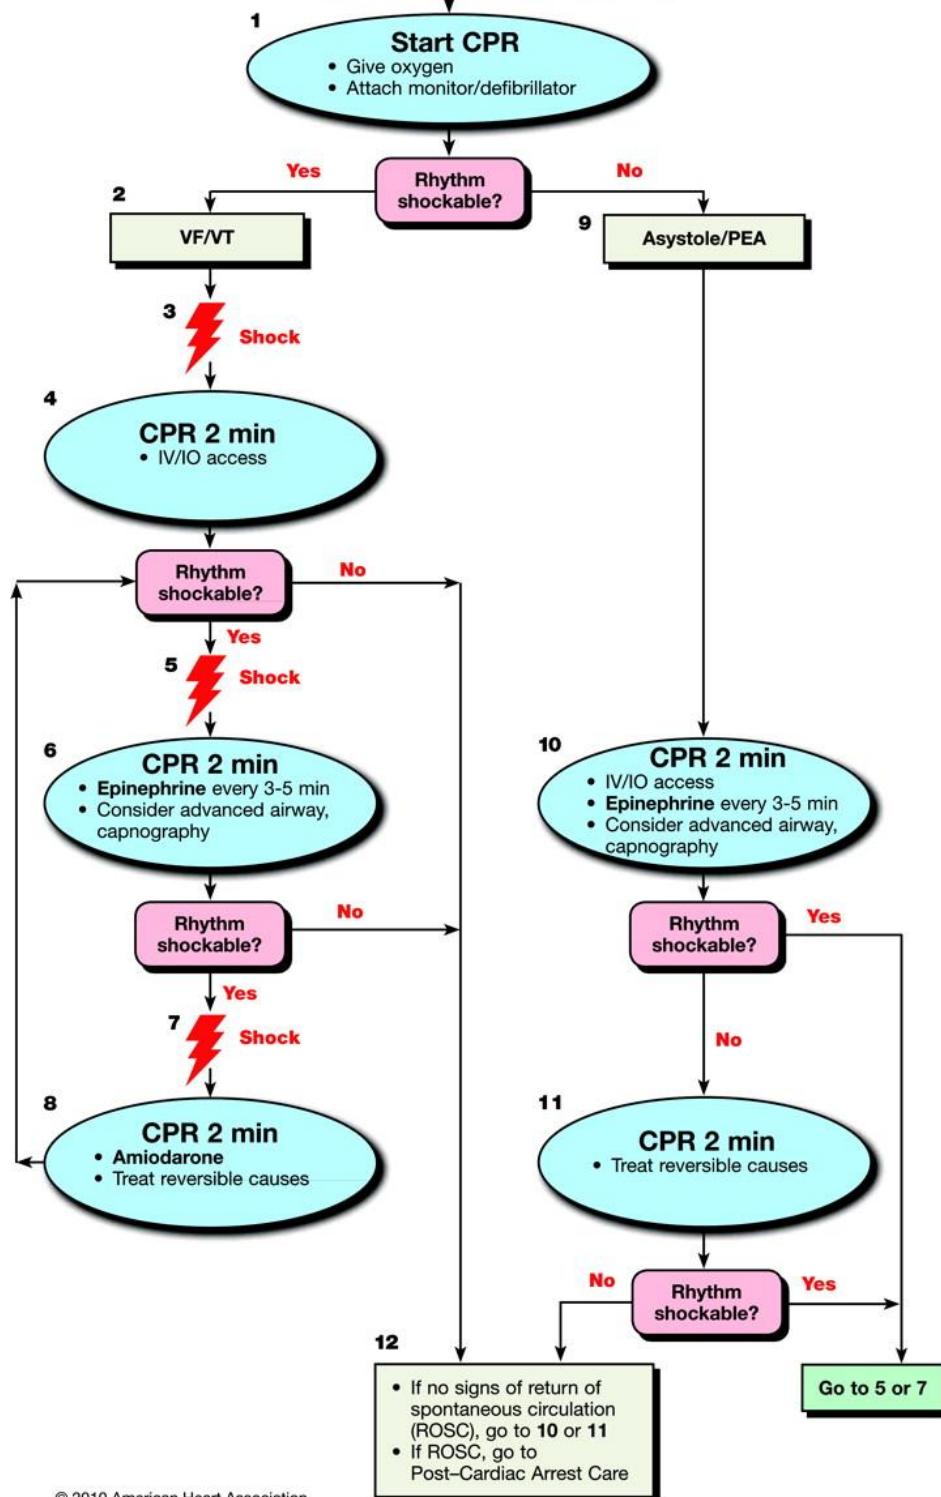 1
Start CPR
• Give oxygen
• Attach monitor/defibrillator
Rhythm
shockable?
Yes
No
2
VF/VT
9
Asystole/PEA
3
Shock
4
CPR 2 min
• IV/IO access
Rhythm
shockable?
No
Yes
5
Shock
6
CPR 2 min
• Epinephrine every 3-5 min
• Consider advanced airway,
capnography
10
CPR 2 min
• IV/IO access
• Epinephrine every 3-5 min
• Consider advanced airway,
capnography
Rhythm
shockable?
No
Yes
Rhythm
shockable?
Yes
No
7
Shock
8
CPR 2 min
• Amiodarone
• Treat reversible causes
11
CPR 2 min
• Treat reversible causes
Rhythm
shockable?
No
Yes
12
• If no signs of return of
spontaneous circulation
(ROSC), go to 10 or 11
• If ROSC, go to
Post–Cardiac Arrest Care
Go to 5 or 7
© 2010 American Heart Association